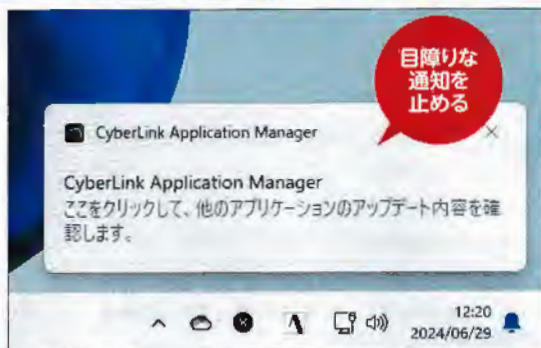 目障りな
通知を
止める
CyberLink Application Manager
CyberLink Application Manager
ここをクリックして、他のアプリケーションのアップデート内容を確
認します。
A
12:20
2024/06/29